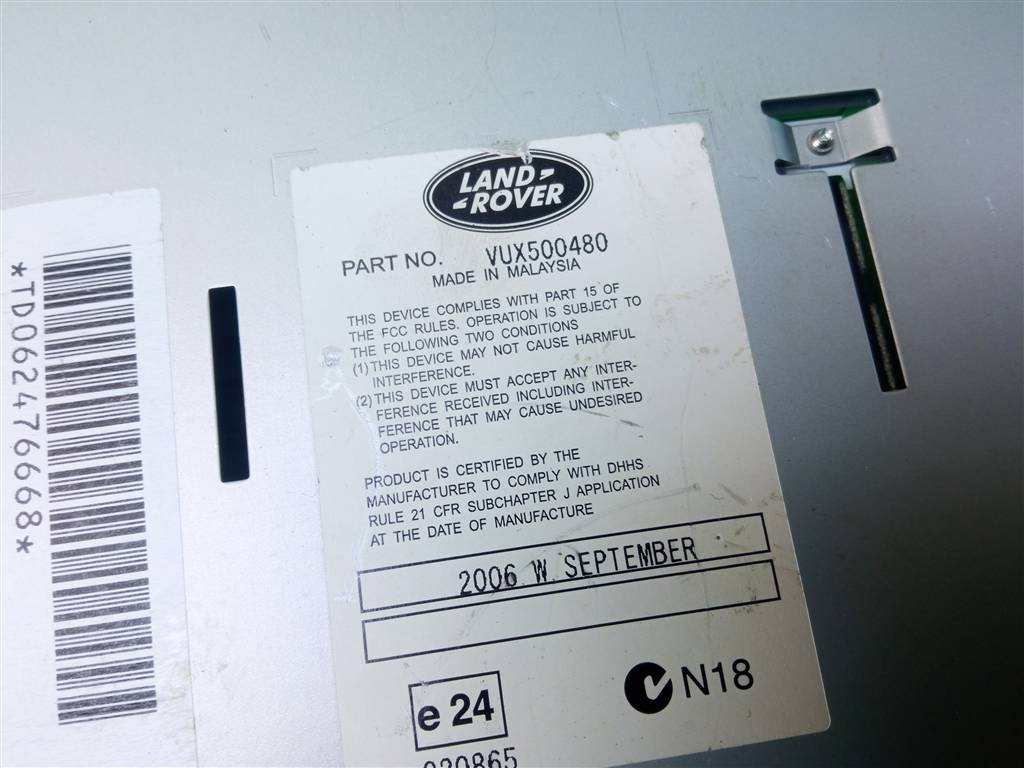 LAND-
-ROVER
PART NO. VUX500480
MADE IN MALAYSIA
THIS DEVICE COMPLIES WITH PART 15 OF
THE FCC RULES. OPERATION IS SUBJECT TO
THE FOLLOWING TWO CONDITIONS
(1) THIS DEVICE MAY NOT CAUSE HARMFUL
INTERFERENCE.
(2) THIS DEVICE MUST ACCEPT ANY INTER-
FERENCE RECEIVED INCLUDING INTER-
FERENCE THAT MAY CAUSE UNDESIRED
OPERATION.
PRODUCT IS CERTIFIED BY THE
MANUFACTURER TO COMPLY WITH DHHS
RULE 21 CFR SUBCHAPTER J APPLICATION
AT THE DATE OF MANUFACTURE
2006 W SEPTEMBER
e 24
N18
020865
*TD062476668*